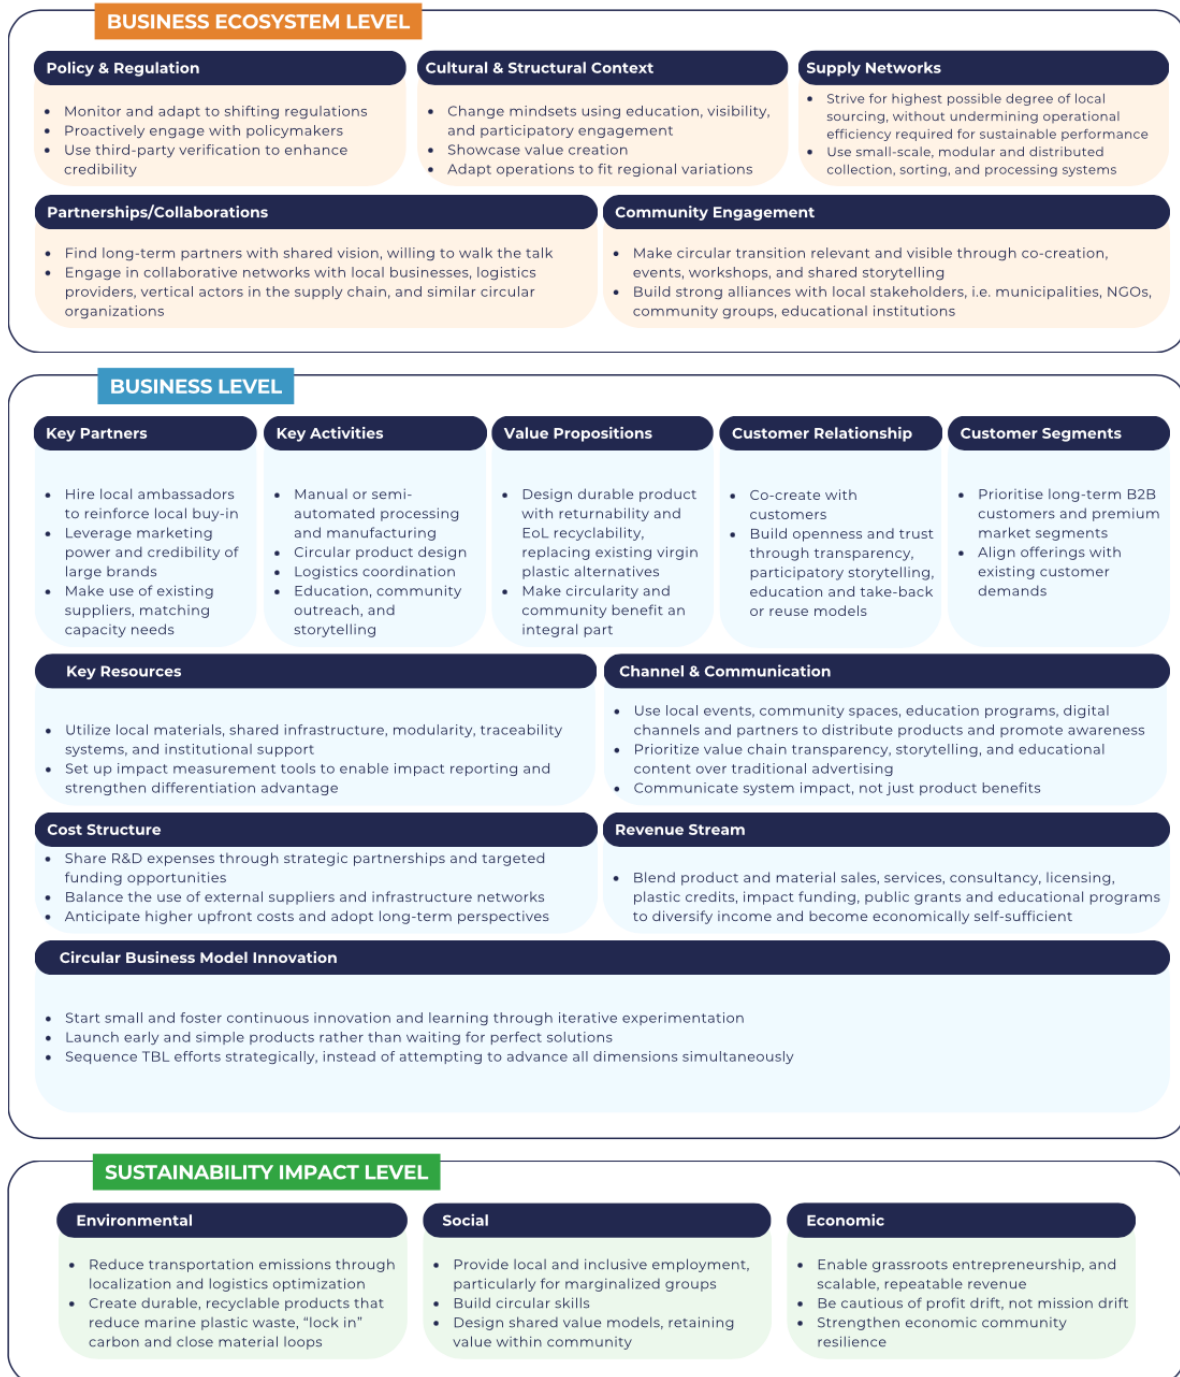 BUSINESS ECOSYSTEM LEVEL
Policy & Regulation
• Monitor and adapt to shifting regulations
• Proactively engage with policymakers
• Use third-party verification to enhance
credibility
Cultural & Structural Context
• Change mindsets using education, visibility,
and participatory engagement
• Showcase value creation
• Adapt operations to fit regional variations
Supply Networks
• Strive for highest possible degree of local
sourcing, without undermining operational
efficiency required for sustainable performance
• Use small-scale, modular and distributed
collection, sorting, and processing systems
Partnerships/Collaborations
• Find long-term partners with shared vision, willing to walk the talk
• Engage in collaborative networks with local businesses, logistics
providers, vertical actors in the supply chain, and similar circular
organizations
Community Engagement
• Make circular transition relevant and visible through co-creation,
events, workshops, and shared storytelling
• Build strong alliances with local stakeholders, i.e. municipalities, NGOs,
community groups, educational institutions
BUSINESS LEVEL
Key Partners
• Hire local ambassadors
to reinforce local buy-in
• Leverage marketing
power and credibility of
large brands
• Make use of existing
suppliers, matching
capacity needs
Key Activities
• Manual or semi-
automated processing
and manufacturing
• Circular product design
• Logistics coordination
• Education, community
outreach, and
storytelling
Value Propositions
• Design durable product
with returnability and
EoL recyclability,
replacing existing virgin
plastic alternatives
• Make circularity and
community benefit an
integral part
Customer Relationship
• Co-create with
customers
• Build openness and trust
through transparency,
participatory storytelling,
education and take-back
or reuse models
Customer Segments
• Prioritise long-term B2B
customers and premium
market segments
• Align offerings with
existing customer
demands
Key Resources
• Utilize local materials, shared infrastructure, modularity, traceability
systems, and institutional support
• Set up impact measurement tools to enable impact reporting and
strengthen differentiation advantage
Channel & Communication
• Use local events, community spaces, education programs, digital
channels and partners to distribute products and promote awareness
• Prioritize value chain transparency, storytelling, and educational
content over traditional advertising
• Communicate system impact, not just product benefits
Cost Structure
• Share R&D expenses through strategic partnerships and targeted
funding opportunities
• Balance the use of external suppliers and infrastructure networks
• Anticipate higher upfront costs and adopt long-term perspectives
Revenue Stream
• Blend product and material sales, services, consultancy, licensing,
plastic credits, impact funding, public grants and educational programs
to diversify income and become economically self-sufficient
Circular Business Model Innovation
• Start small and foster continuous innovation and learning through iterative experimentation
• Launch early and simple products rather than waiting for perfect solutions
• Sequence TBL efforts strategically, instead of attempting to advance all dimensions simultaneously
SUSTAINABILITY IMPACT LEVEL
Environmental
• Reduce transportation emissions through
localization and logistics optimization
• Create durable, recyclable products that
reduce marine plastic waste, “lock in”
carbon and close material loops
Social
• Provide local and inclusive employment,
particularly for marginalized groups
• Build circular skills
• Design shared value models, retaining
value within community
Economic
• Enable grassroots entrepreneurship, and
scalable, repeatable revenue
• Be cautious of profit drift, not mission drift
• Strengthen economic community
resilience